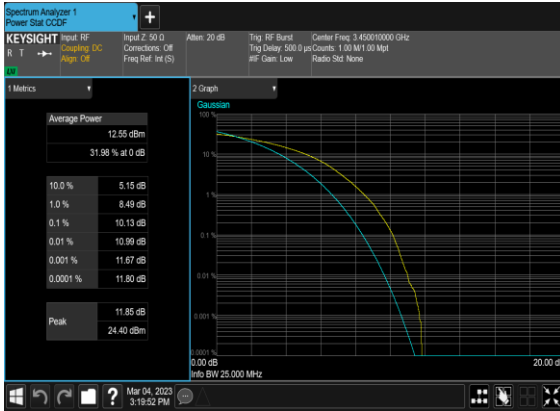 Spectrum Analyzer 1
Power Stat CCDF
KEYSIGHT
R T
LXI
Input: RF
Coupling: DC
Align: Off
Input Z: 50 Ω
Corrections: Off
Freq Ref: Int (S)
Atten: 20 dB
Trig: RF Burst
Trig Delay: 500.0 µs
#IF Gain: Low
Center Freq: 3.450010000 GHz
Counts: 1.00 M/1.00 Mpt
Radio Std: None
1 Metrics
Average Power
12.55 dBm
31.98 % at 0 dB
10.0 % 5.15 dB
1.0 % 8.49 dB
0.1 % 10.13 dB
0.01 % 10.99 dB
0.001 % 11.67 dB
0.0001 % 11.80 dB
Peak
11.85 dB
24.40 dBm
2 Graph
Gaussian
100 %
10 %
1 %
0.1 %
0.01 %
0.001 %
0.0001 %
0.00 dB
20.00 d
Info BW 25.000 MHz
?
Mar 04, 2023
3:19:52 PM